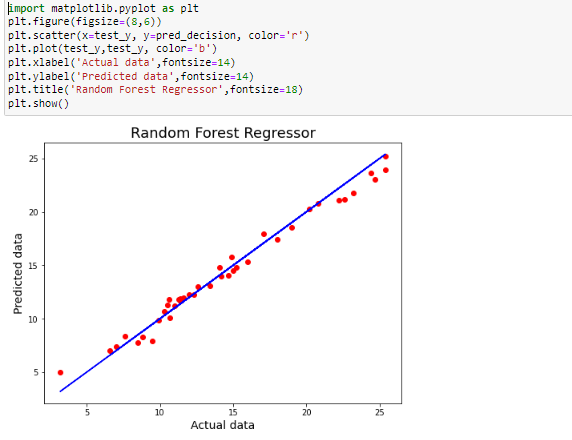 import matplotlib.pyplot as plt
plt.figure(figsize=(8,6))
plt.scatter(x=test_y, y=pred_decision, color='r')
plt.plot(test_y,test_y, color='b')
plt.xlabel('Actual data',fontsize=14)
plt.ylabel('Predicted data',fontsize=14)
plt.title('Random Forest Regressor',fontsize=18)
plt.show()
Random Forest Regressor
Predicted data
25
20
15
10
5
5 10 15 20 25
Actual data